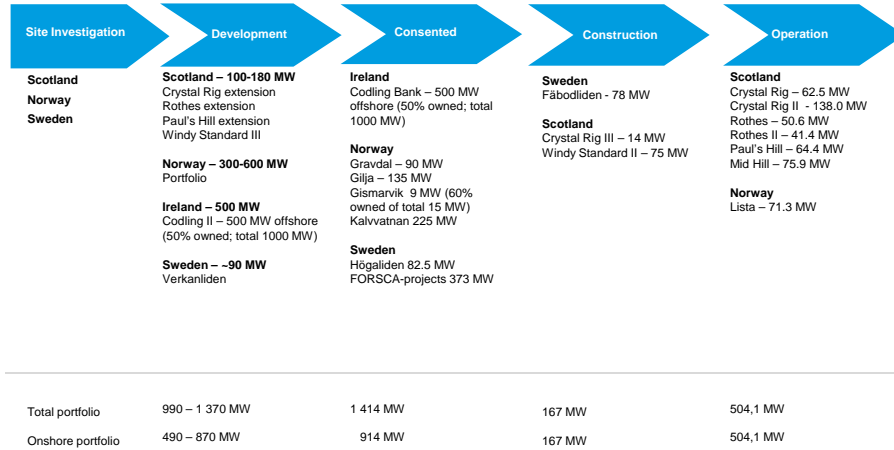 Site Investigation
Development
Consented
Construction
Operation
Scotland
Norway
Sweden
Scotland – 100-180 MW
Crystal Rig extension
Rothes extension
Paul's Hill extension
Windy Standard III
Norway – 300-600 MW
Portfolio
Ireland – 500 MW
Codling II – 500 MW offshore
(50% owned; total 1000 MW)
Sweden – ~90 MW
Verkanliden
Ireland
Codling Bank – 500 MW
offshore (50% owned; total
1000 MW)
Norway
Gravdal – 90 MW
Gilja – 135 MW
Gismarvik  9 MW (60%
owned of total 15 MW)
Kalvvatnan 225 MW
Sweden
Högaliden 82.5 MW
FORSCA-projects 373 MW
Sweden
Fäbodliden - 78 MW
Scotland
Crystal Rig III – 14 MW
Windy Standard II – 75 MW
Scotland
Crystal Rig – 62.5 MW
Crystal Rig II  - 138.0 MW
Rothes – 50.6 MW
Rothes II – 41.4 MW
Paul's Hill – 64.4 MW
Mid Hill – 75.9 MW
Norway
Lista – 71.3 MW
Total portfolio 990 – 1 370 MW 1 414 MW 167 MW 504,1 MW
Onshore portfolio 490 – 870 MW 914 MW 167 MW 504,1 MW